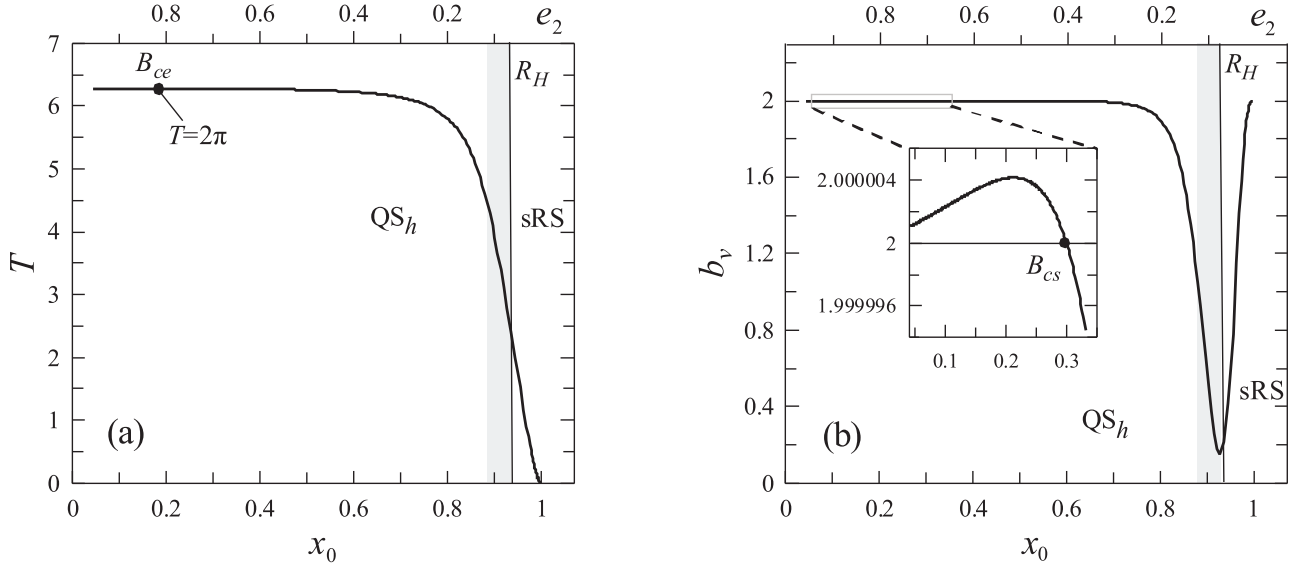 0.8 0.6 0.4 0.2 0 e2
7
6
5
4
3
2
1
0
T
Bce
T=2π
RH
QSh
sRS
(a)
0 0.2 0.4 0.6 0.8 1
x0
0.8 0.6 0.4 0.2 0 e2
2
1.6
1.2
0.8
0.4
0
bv
RH
2.000004
2
1.999996
Bcs
0.1 0.2 0.3
sRS
QSh
(b)
0 0.2 0.4 0.6 0.8 1
x0